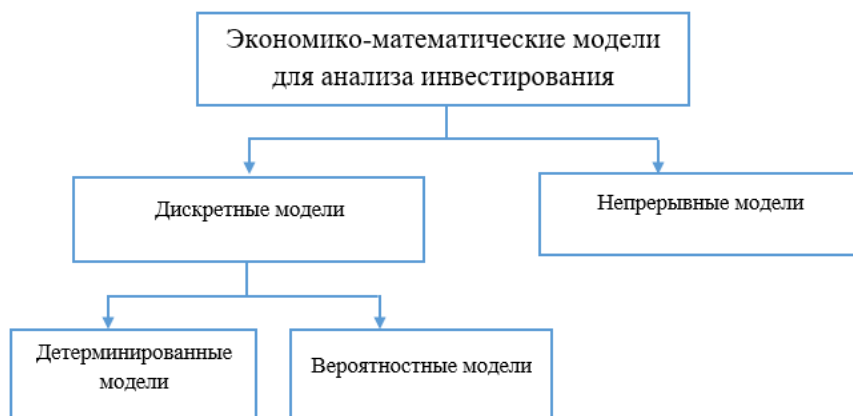 Экономико-математические модели
для анализа инвестирования
Дискретные модели
Непрерывные модели
Детерминированные
модели
Вероятностные модели